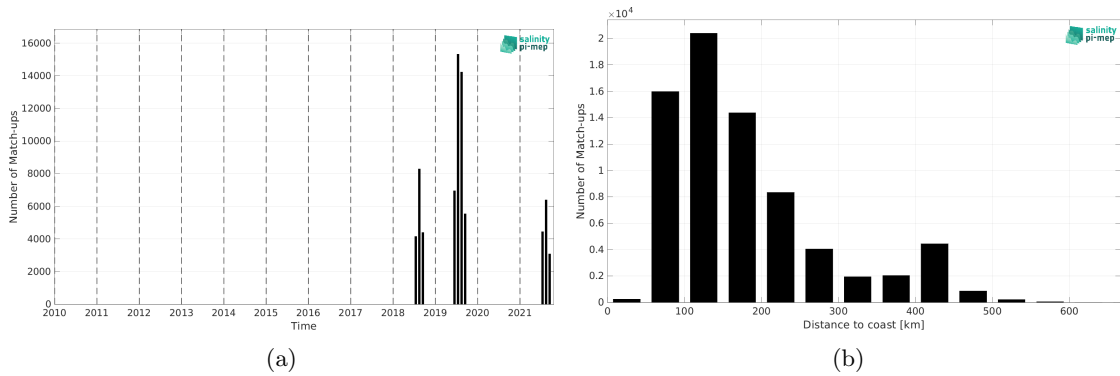 16000
14000
12000
10000
8000
6000
4000
2000
0
Number of Match-ups
2010 2011 2012 2013 2014 2015 2016 2017 2018 2019 2020 2021
Time
salinity
pi-mep
(a)
×10⁴
2
1.8
1.6
1.4
1.2
1
0.8
0.6
0.4
0.2
0
Number of Match-ups
0 100 200 300 400 500 600
Distance to coast [km]
salinity
pi-mep
(b)